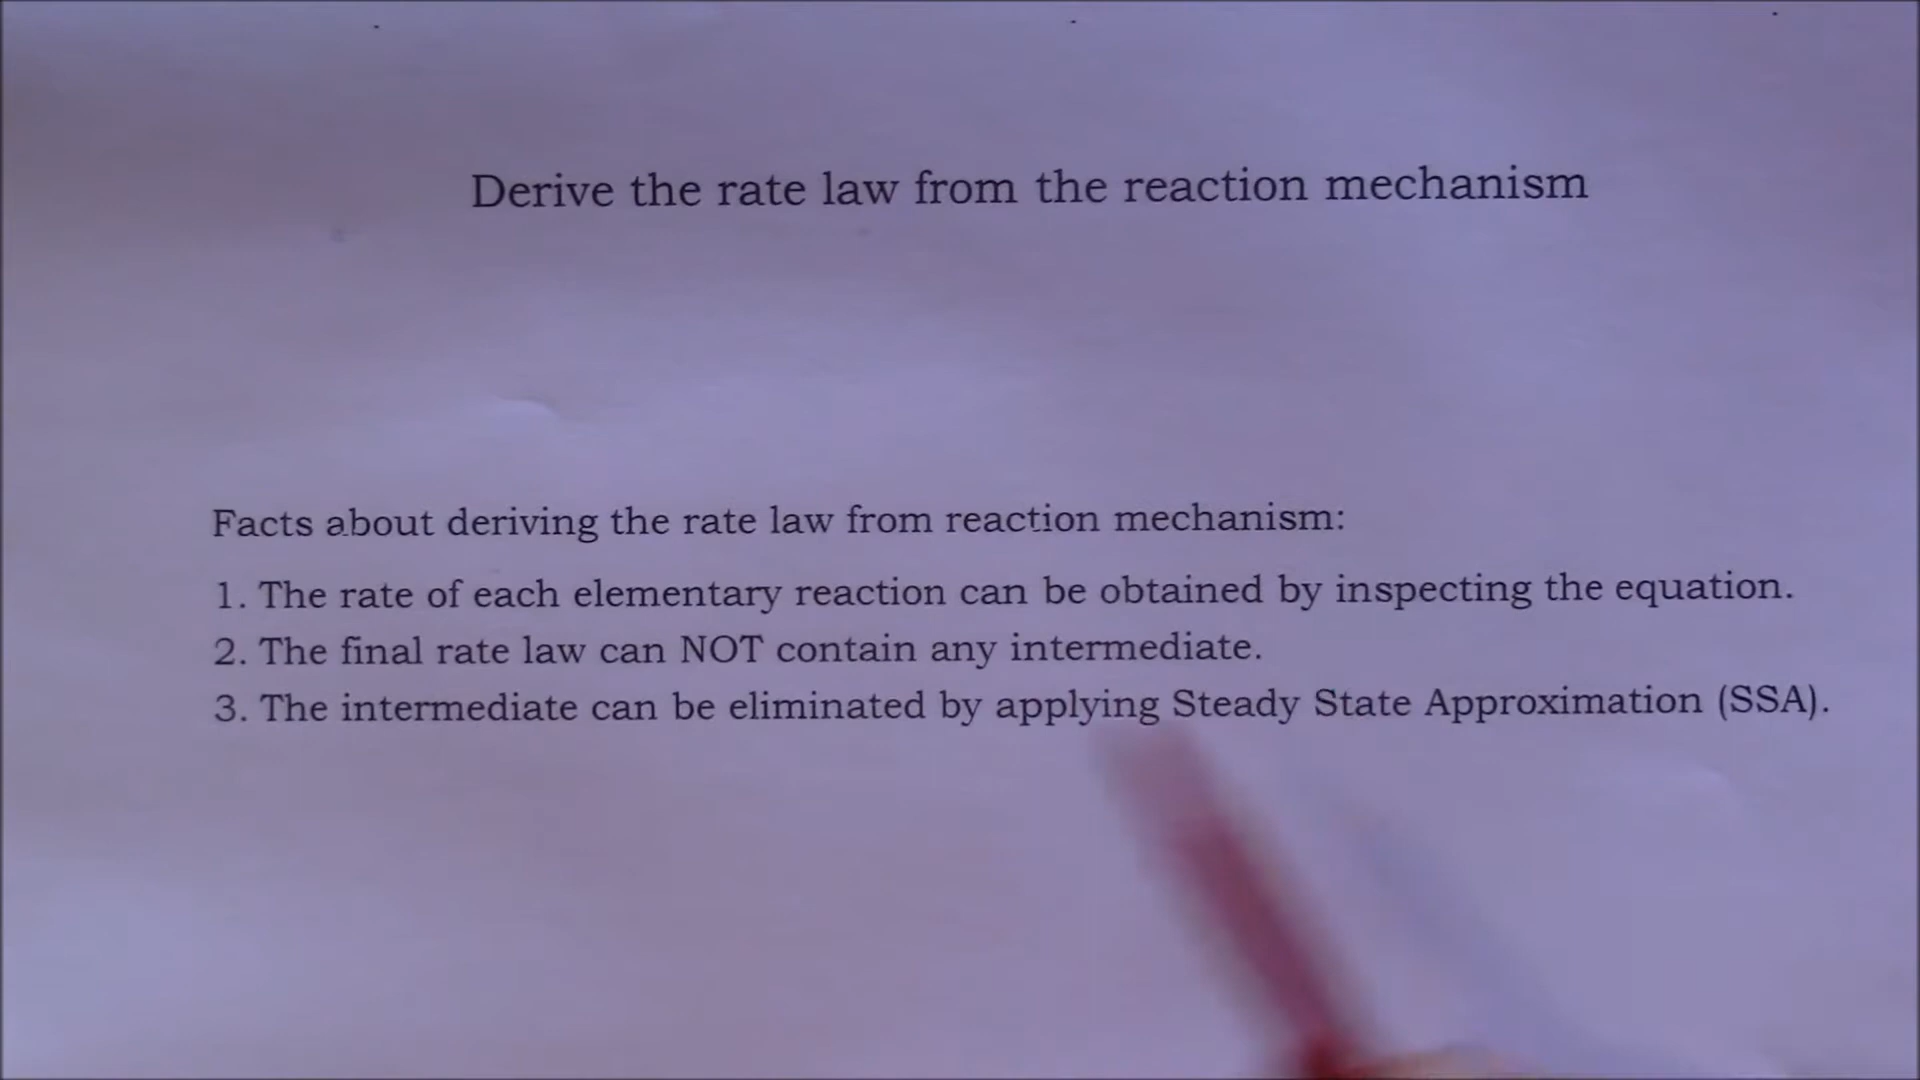 Derive the rate law from the reaction mechanism
Facts about deriving the rate law from reaction mechanism:
1. The rate of each elementary reaction can be obtained by inspecting the equation.
2. The final rate law can NOT contain any intermediate.
3. The intermediate can be eliminated by applying Steady State Approximation (SSA).